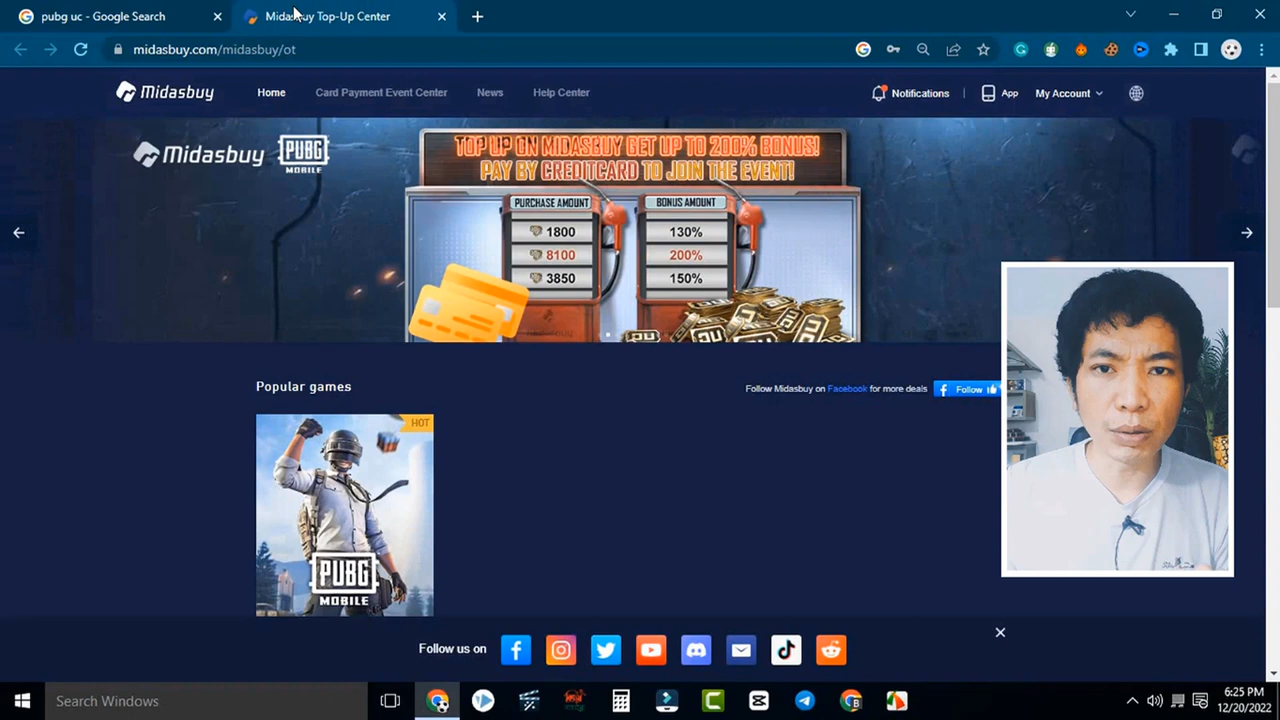 pubg uc - Google Search
Midasbuy Top-Up Center
midasbuy.com/midasbuy/ot
Midasbuy
Home
Card Payment Event Center
News
Help Center
Notifications
App
My Account
Midasbuy
PUBG
MOBILE
TOP UP ON MIDASBUY GET UP TO 200% BONUS!
PAY BY CREDITCARD TO JOIN THE EVENT!
PURCHASE AMOUNT
BONUS AMOUNT
1800
130%
8100
200%
3850
150%
Popular games
Follow Midasbuy on Facebook for more deals
Follow
HOT
PUBG
MOBILE
Follow us on
Search Windows
6:25 PM
12/20/2022